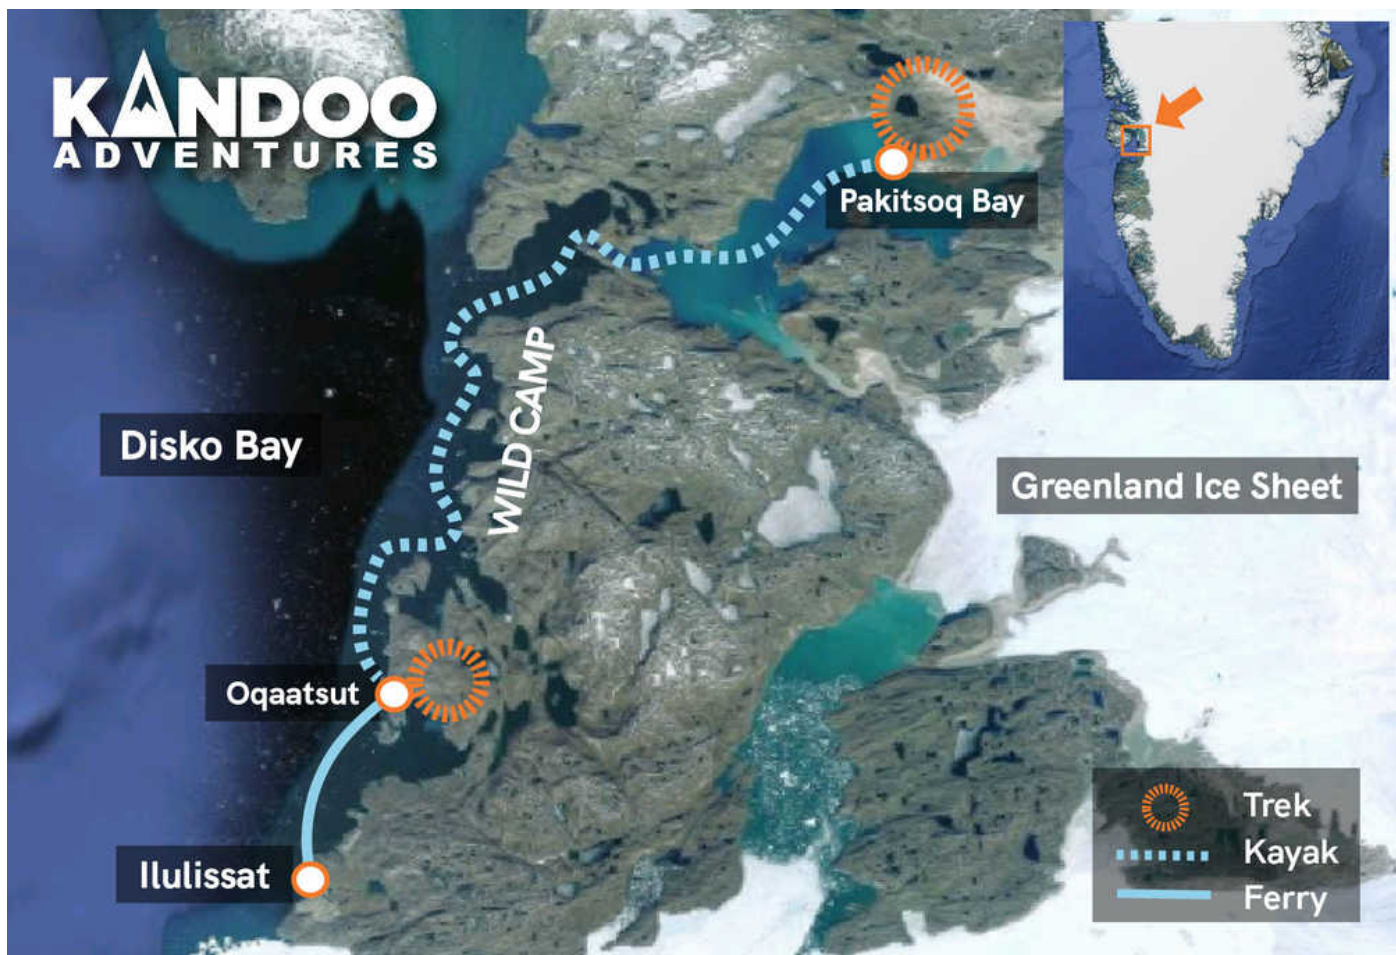 KANDOO
ADVENTURES
Pakitsoq Bay
WILD CAMP
Disko Bay
Greenland Ice Sheet
Oqaatsut
Ilulissat
Trek
Kayak
Ferry